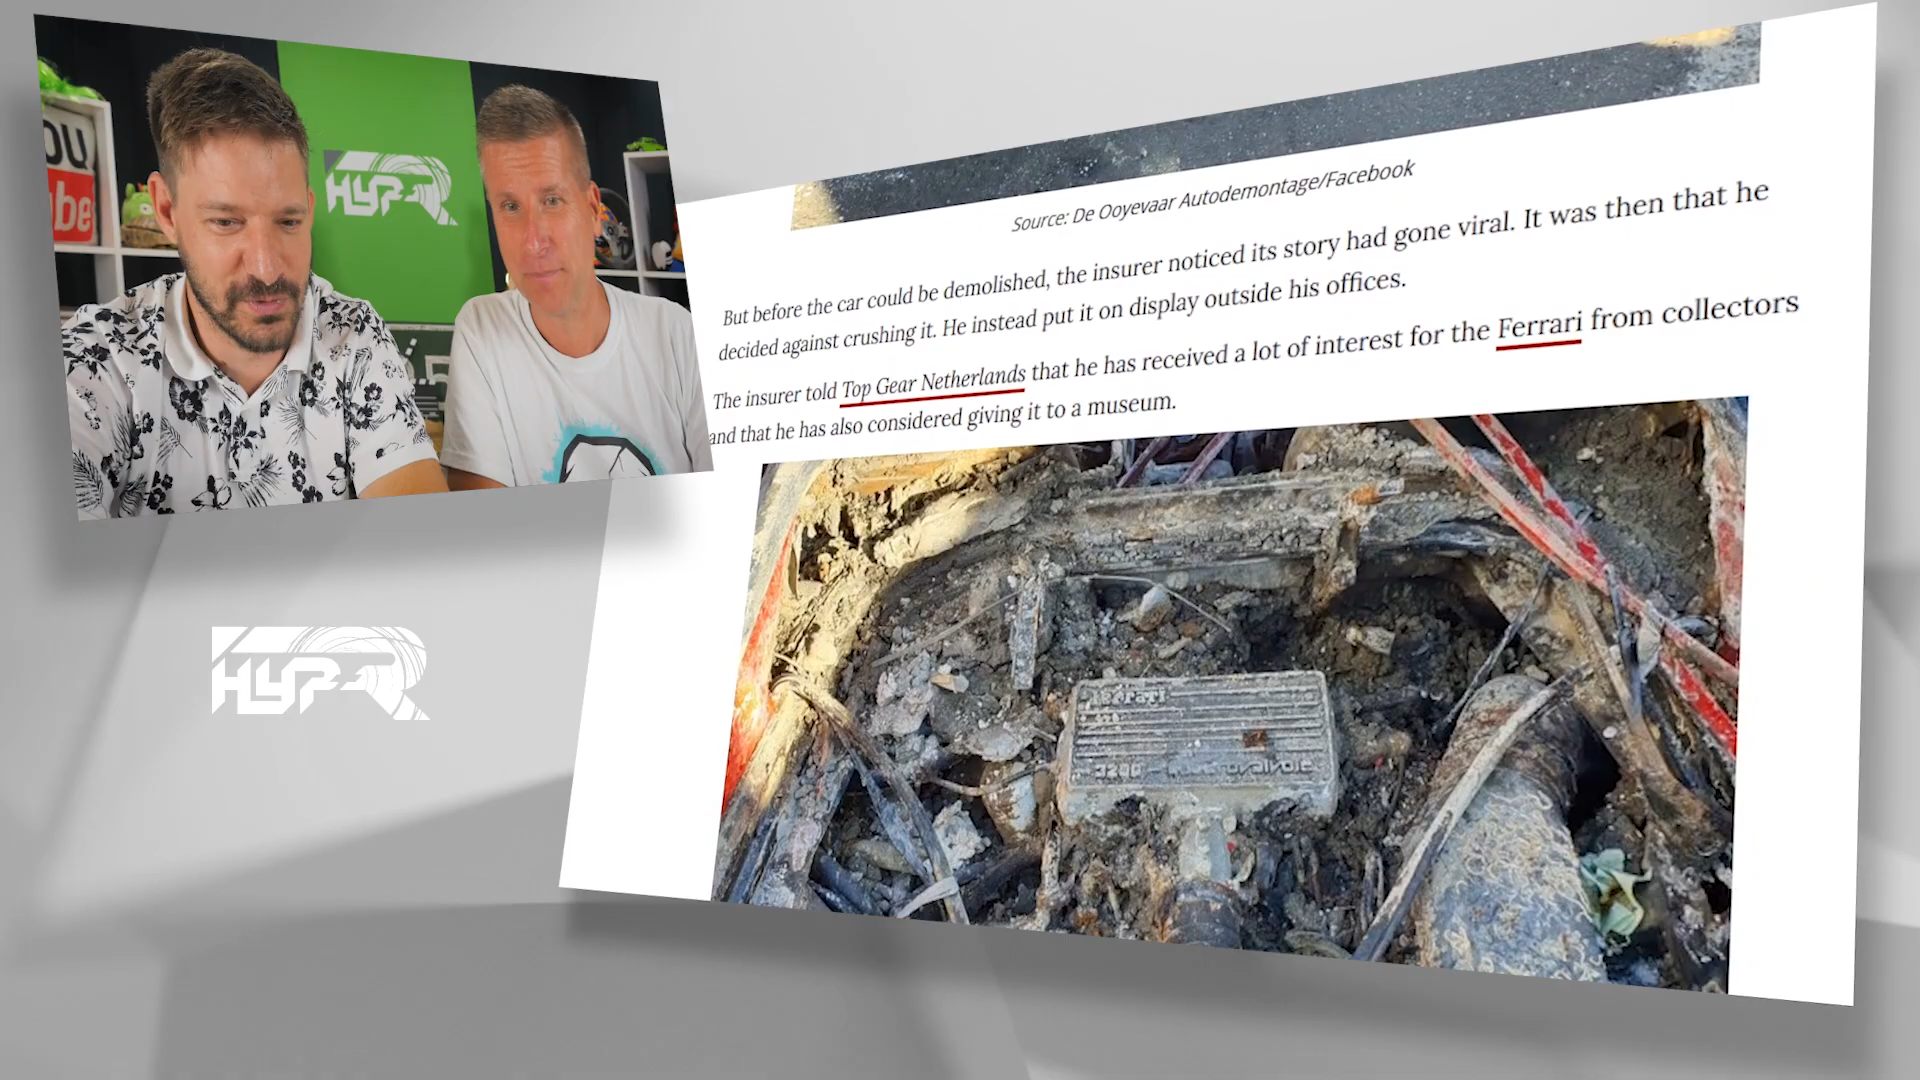 OU
be
HYPR
Source: De Ooyevaar Autodemontage/Facebook
But before the car could be demolished, the insurer noticed its story had gone viral. It was then that he
decided against crushing it. He instead put it on display outside his offices.
The insurer told Top Gear Netherlands that he has received a lot of interest for the Ferrari from collectors
and that he has also considered giving it to a museum.
Ferrari
3200 quattrovalvole
HYPR